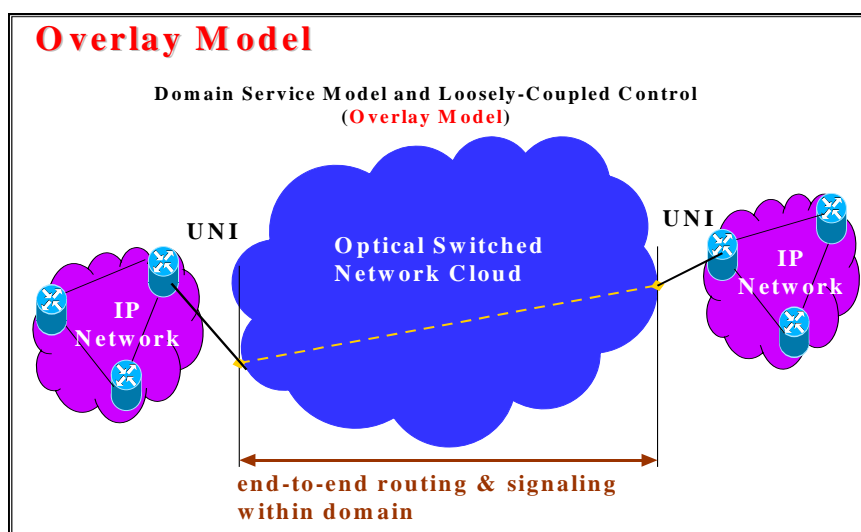 Overlay Model
Domain Service Model and Loosely-Coupled Control
(Overlay Model)
UNI
UNI
Optical Switched
Network Cloud
IP
Network
IP
Network
end-to-end routing & signaling
within domain